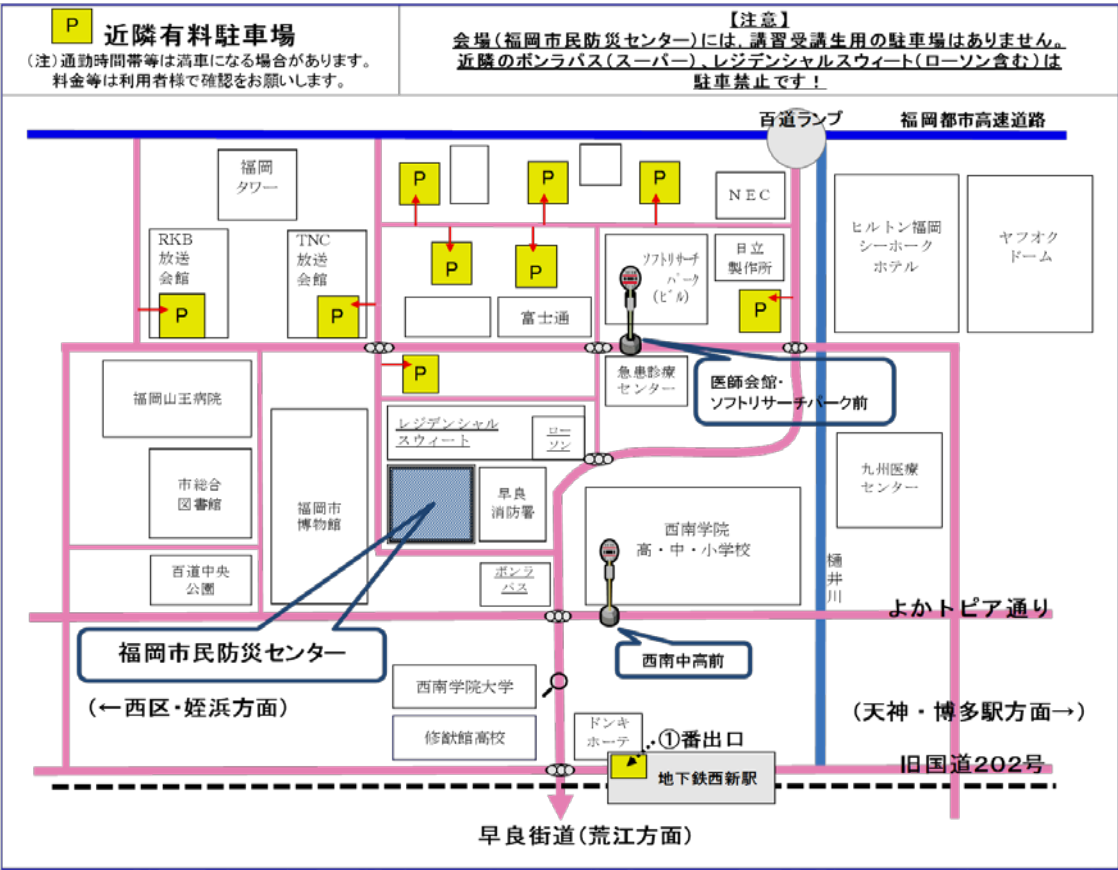 P 近隣有料駐車場
(注)通勤時間帯等は満車になる場合があります。
料金等は利用者様で確認をお願いします。
【注意】
会場(福岡市民防災センター)には、講習受講生用の駐車場はありません。
近隣のボンラパス(スーパー)、レジデンシャルスウィート(ローソン含む)は
駐車禁止です！
百道ランプ
福岡都市高速道路
福岡
タワー
P
P
P
NEC
RKB
放送
会館
P
TNC
放送
会館
P
P
P
ソフトリサーチ
パーク
(ビル)
日立
製作所
P
ヒルトン福岡
シーホーク
ホテル
ヤフオク
ドーム
富士通
P
急患診療
センター
医師会館・
ソフトリサーチパーク前
福岡山王病院
レジデンシャル
スウィート
ロー
ソン
市総合
図書館
福岡市
博物館
早良
消防署
西南学院
高・中・小学校
九州医療
センター
百道中央
公園
ボンラ
パス
樋井川
よかトピア通り
福岡市民防災センター
西南中高前
(←西区・姪浜方面)
西南学院大学
(天神・博多駅方面→)
修猷館高校
ドンキ
ホーテ
①番出口
地下鉄西新駅
旧国道202号
早良街道(荒江方面)